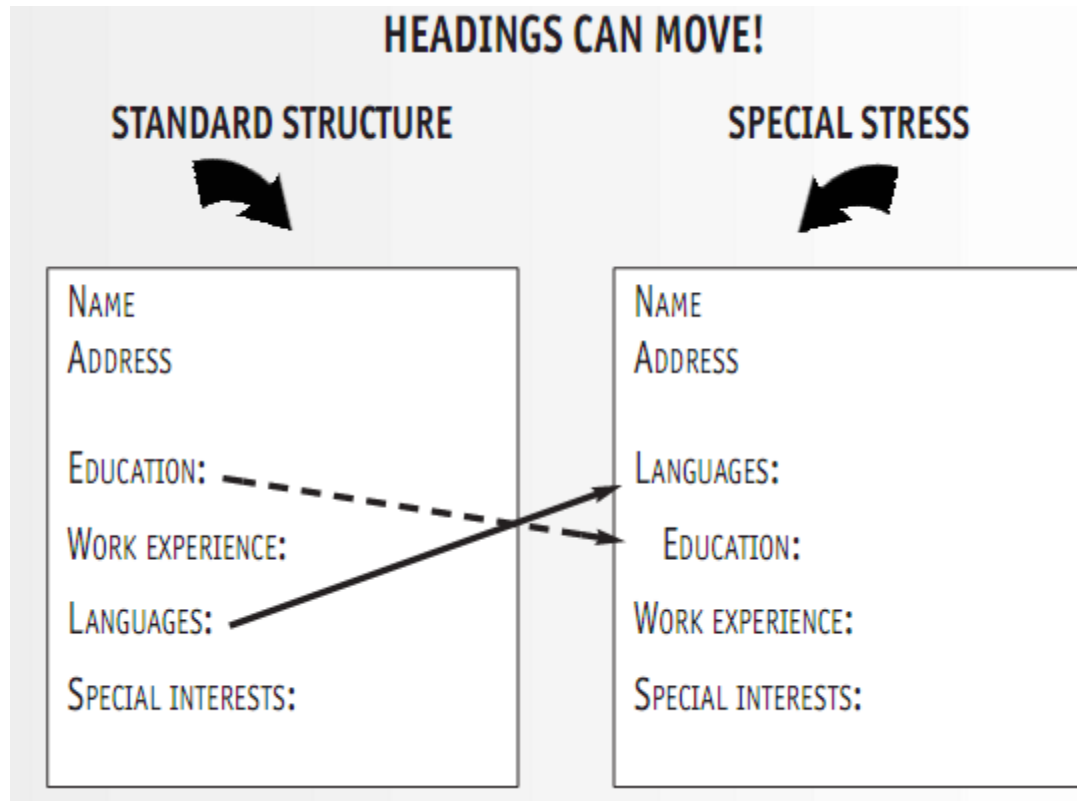 HEADINGS CAN MOVE!
STANDARD STRUCTURE
SPECIAL STRESS
NAME
ADDRESS
EDUCATION:
WORK EXPERIENCE:
LANGUAGES:
SPECIAL INTERESTS:
NAME
ADDRESS
LANGUAGES:
EDUCATION:
WORK EXPERIENCE:
SPECIAL INTERESTS: